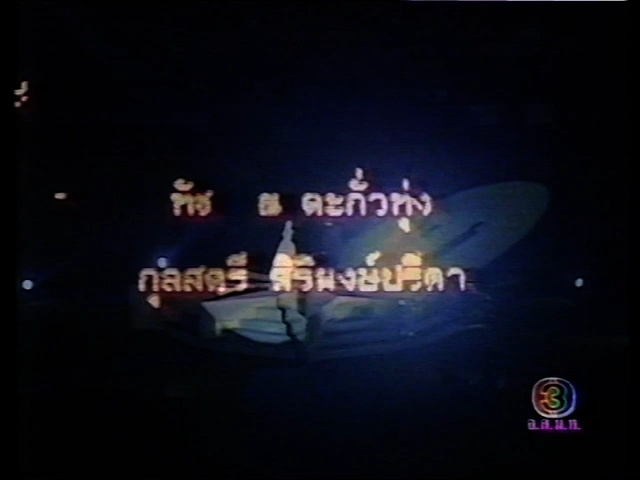 ทัช ณ ตะกั่วทุ่ง
กุลสตรี ศิริพงษ์ปรีดา
3
อ.ส.ม.ท.